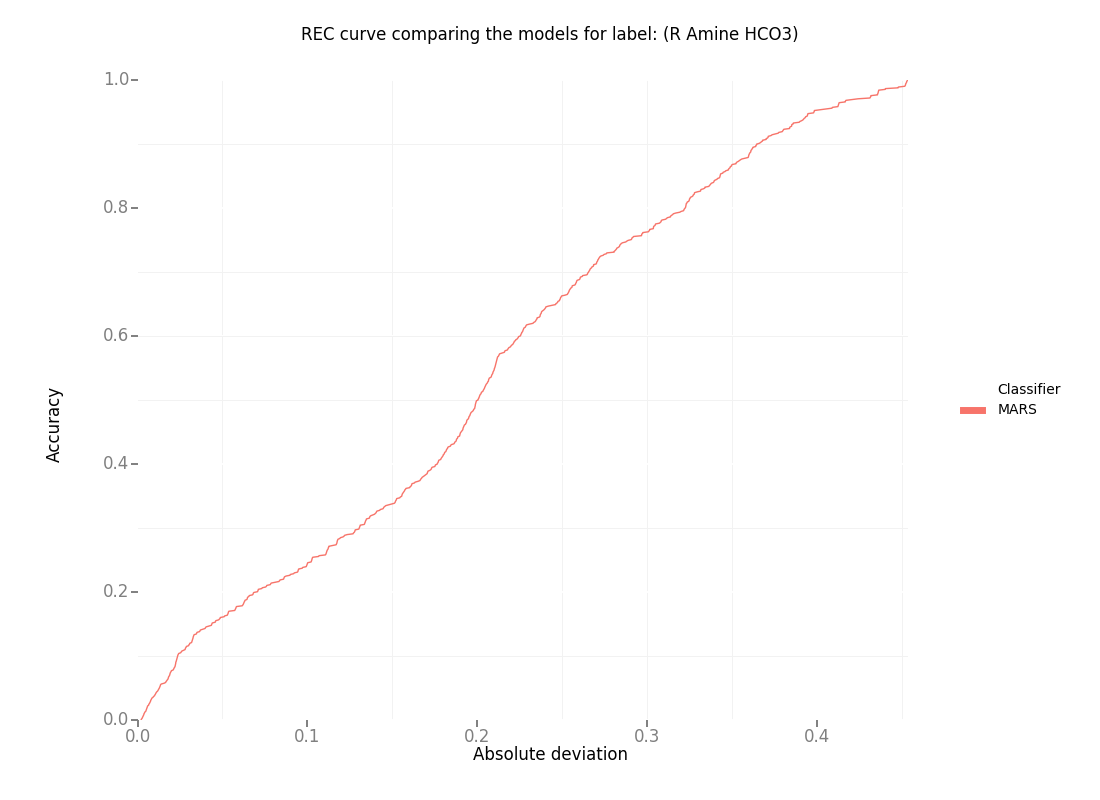 REC curve comparing the models for label: (R Amine HCO3)
1.0
0.8
0.6
0.4
0.2
0.0
Accuracy
0.0 0.1 0.2 0.3 0.4
Absolute deviation
Classifier
MARS